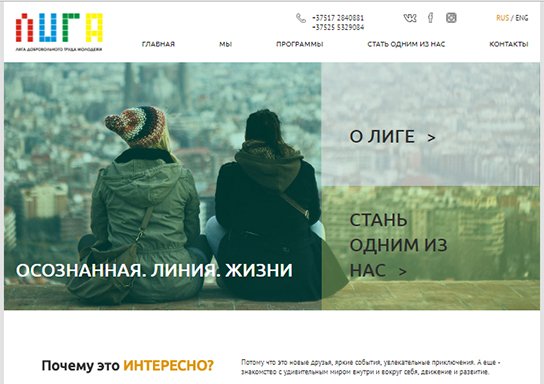 ЛИГА
ЛИГА ДОБРОВОЛЬНОГО ТРУДА МОЛОДЕЖИ
+37517 2840881
+37525 5329084
RUS / ENG
ГЛАВНАЯ МЫ ПРОГРАММЫ СТАТЬ ОДНИМ ИЗ НАС КОНТАКТЫ
О ЛИГЕ >
СТАНЬ
ОДНИМ ИЗ
НАС >
ОСОЗНАННАЯ. ЛИНИЯ. ЖИЗНИ
Почему это ИНТЕРЕСНО?
Потому что это новые друзья, яркие события, увлекательные приключения. А еще -
знакомство с удивительным миром внутри и вокруг себя, движение и развитие.